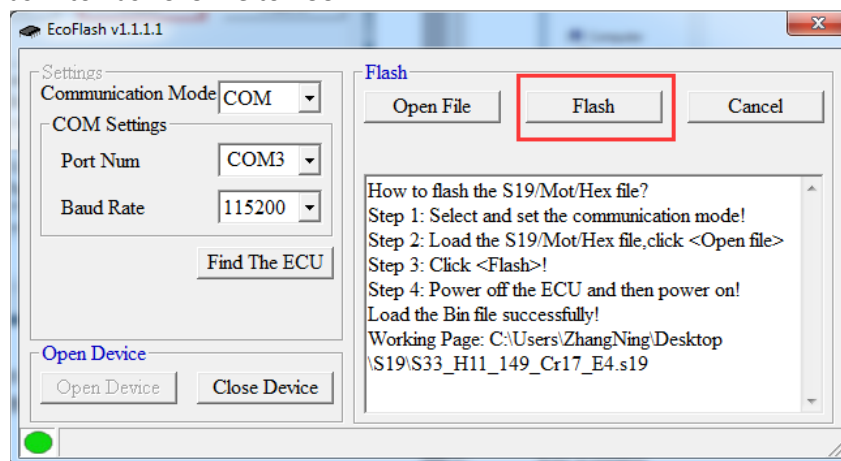 EcoFlash v1.1.1.1
Settings
Communication Mode COM
COM Settings
Port Num COM3
Baud Rate 115200
Find The ECU
Open Device
Open Device Close Device
Flash
Open File Flash Cancel
How to flash the S19/Mot/Hex file?
Step 1: Select and set the communication mode!
Step 2: Load the S19/Mot/Hex file,click <Open file>
Step 3: Click <Flash>!
Step 4: Power off the ECU and then power on!
Load the Bin file successfully!
Working Page: C:\Users\ZhangNing\Desktop
\S19\S33_H11_149_Cr17_E4.s19